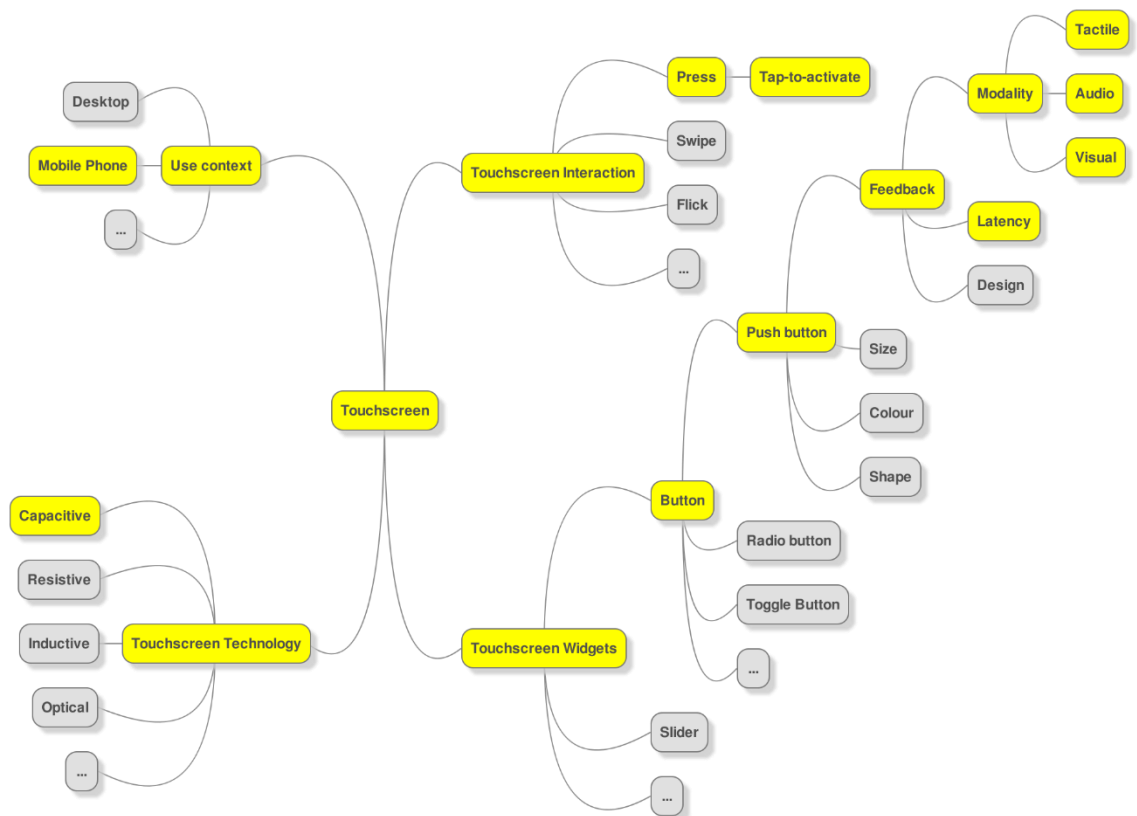 Touchscreen
Use context
Desktop
Mobile Phone
...
Touchscreen Technology
Capacitive
Resistive
Inductive
Optical
...
Touchscreen Interaction
Press
Tap-to-activate
Swipe
Flick
...
Touchscreen Widgets
Button
Push button
Feedback
Modality
Tactile
Audio
Visual
Latency
Design
Size
Colour
Shape
Radio button
Toggle Button
...
Slider
...